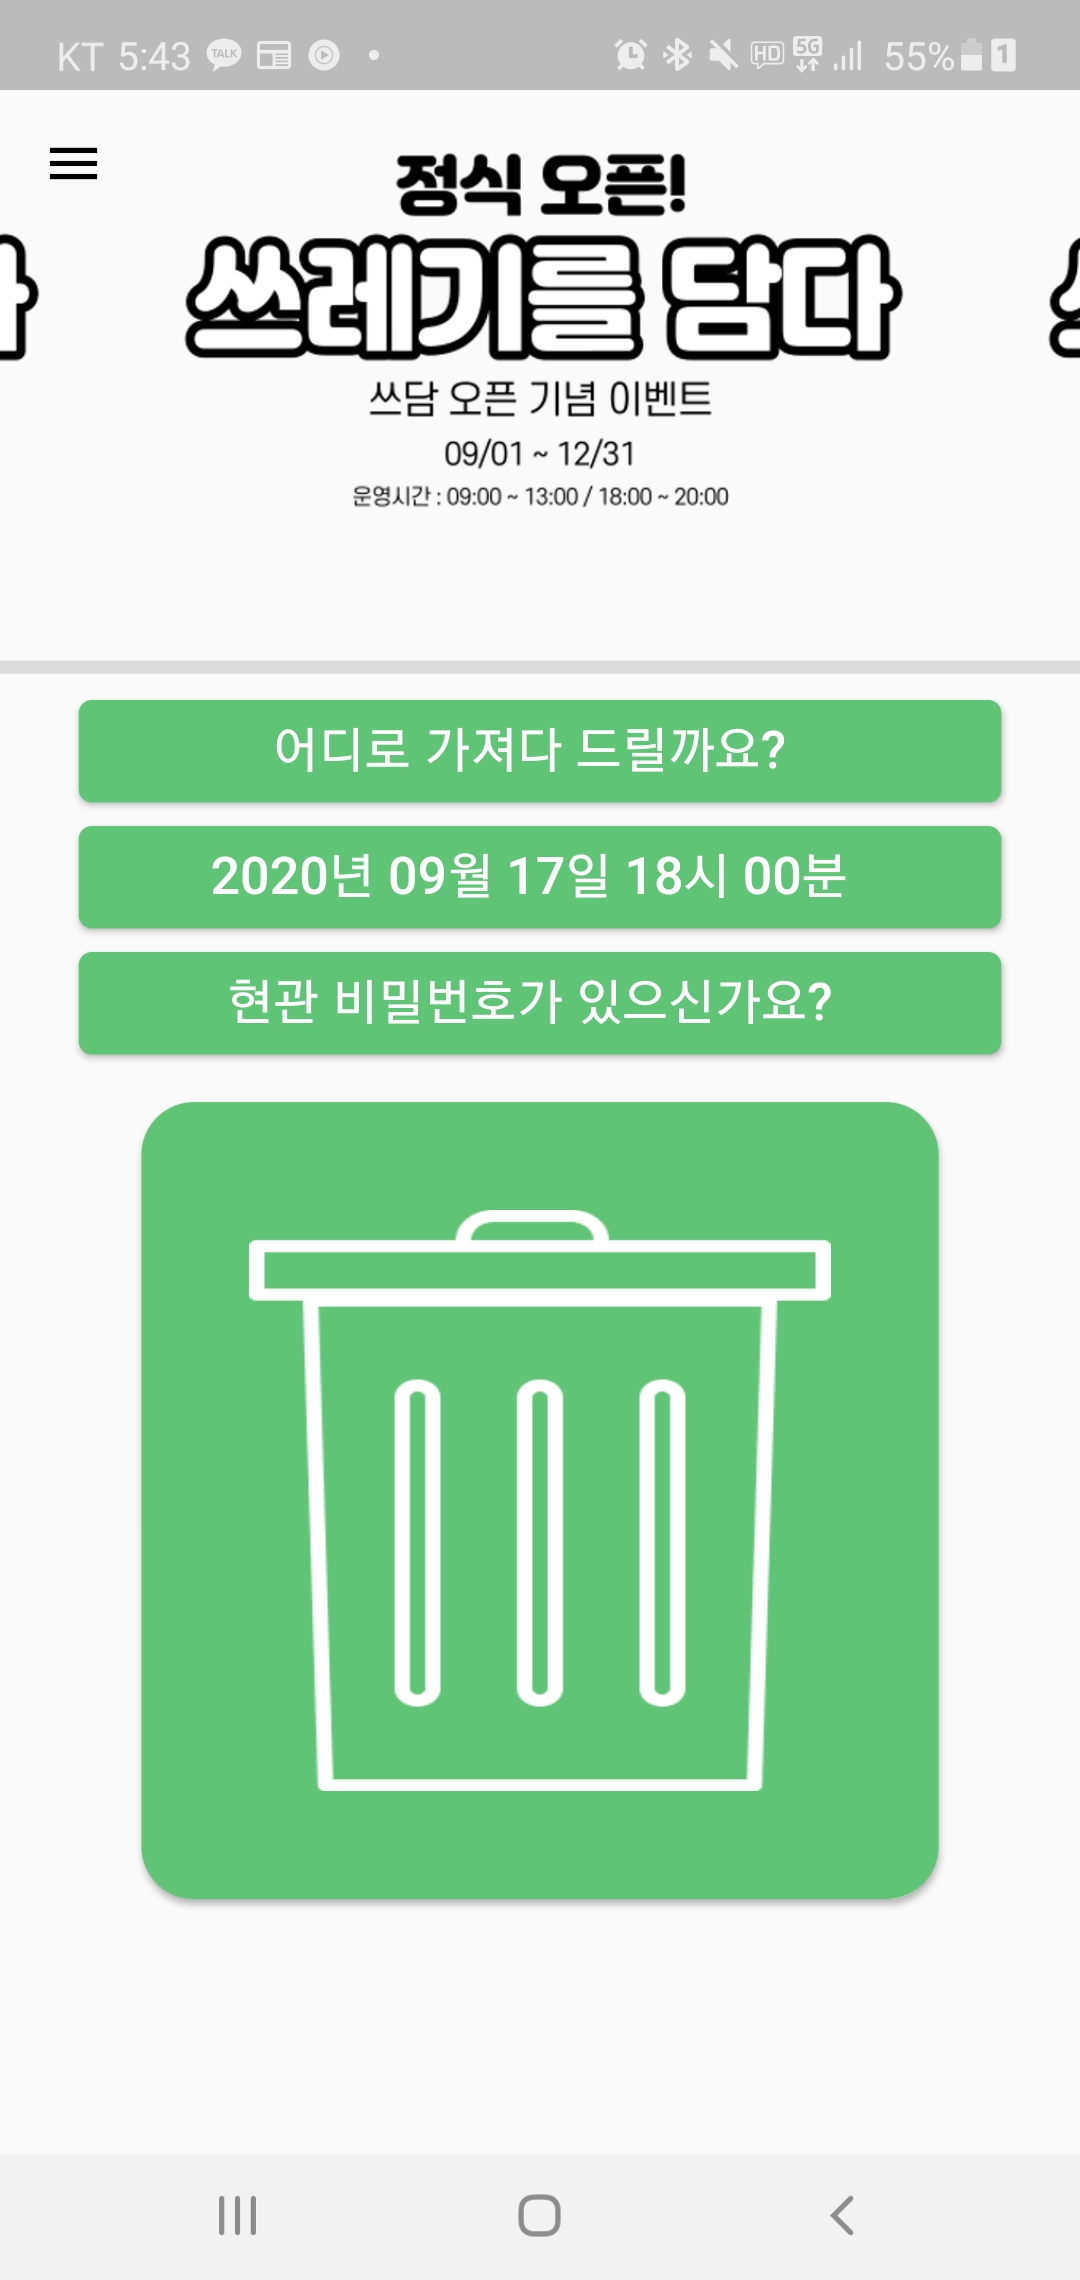 KT 5:43 TALK HD 5G 55% 1
정식 오픈!
쓰레기를 담다
쓰담 오픈 기념 이벤트
09/01 ~ 12/31
운영시간 : 09:00 ~ 13:00 / 18:00 ~ 20:00
어디로 가져다 드릴까요?
2020년 09월 17일 18시 00분
현관 비밀번호가 있으신가요?